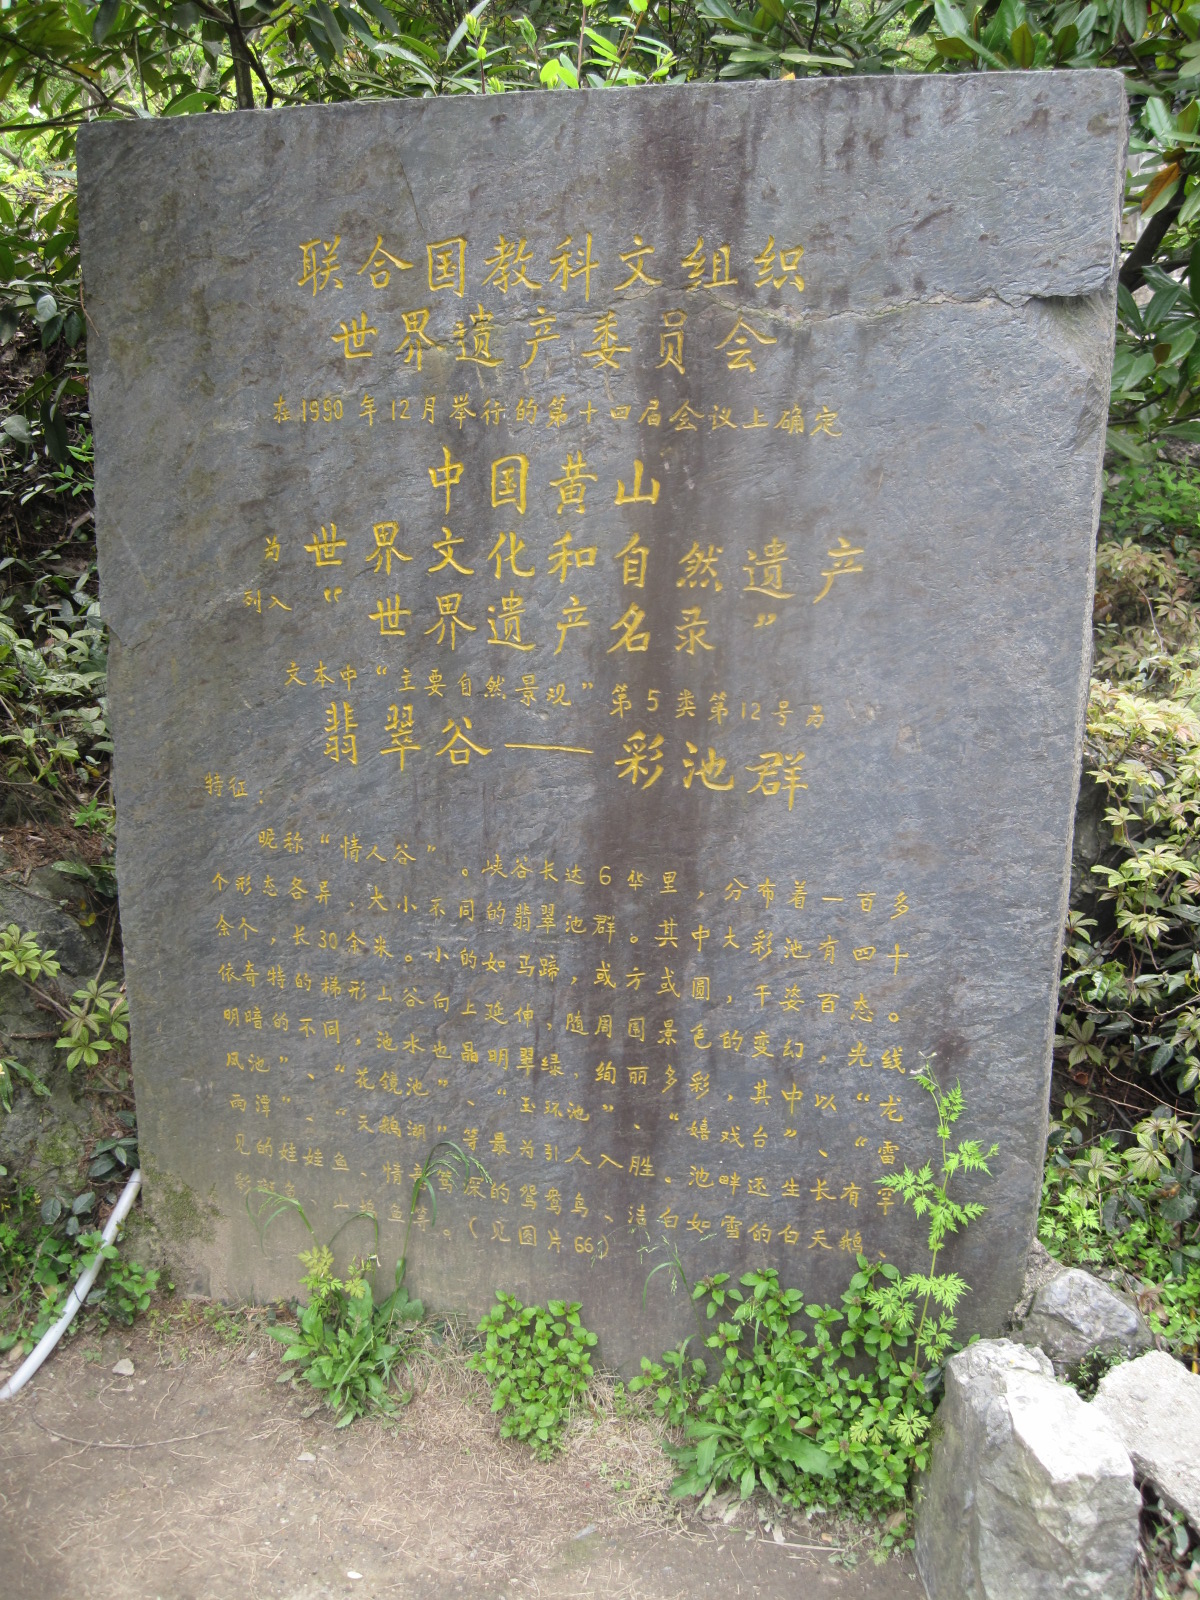 联合国教科文组织
世界遗产委员会
在1990年12月举行的第十四届会议上确定
中国黄山
为世界文化和自然遗产
列入“世界遗产名录”
文本中“主要自然景观”第5类第12号为
翡翠谷——彩池群
特征：
昵称“情人谷”。峡谷长达6华里，分布着一百多
个形态各异，大小不同的翡翠池群。其中大彩池有四十
余个，长30余米。小的如马蹄，或方或圆，千姿百态。
依奇特的梯形山谷向上延伸，随周围景色的变幻，光线
明暗的不同，池水也晶明翠绿，绚丽多彩，其中以“龙
凤池”、“花镜池”、“玉环池”、“嬉戏台”、“雷
雨潭”、“天鹅湖”等最为引人入胜。池畔还生长有罕
见的娃娃鱼、情意深的鸳鸯鸟、洁白如雪的白天鹅、
彩斑鱼、鱼等。（见图片66）